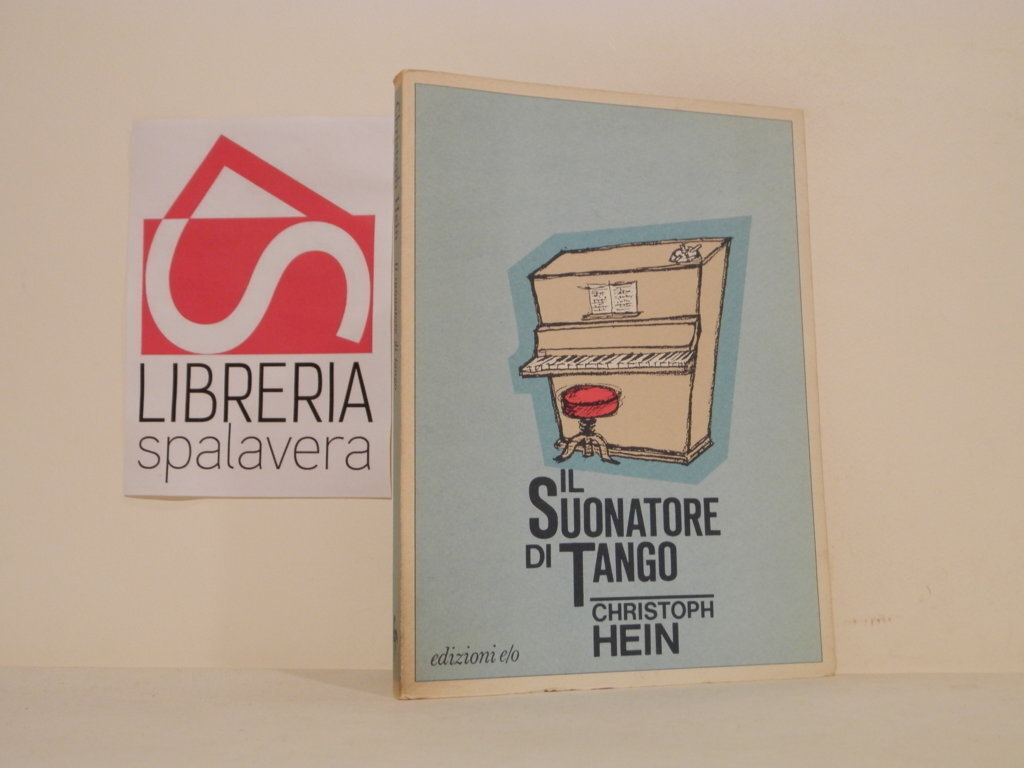 LIBRERIA
spalavera
IL
SUONATORE
DI TANGO
CHRISTOPH
HEIN
edizioni e/o